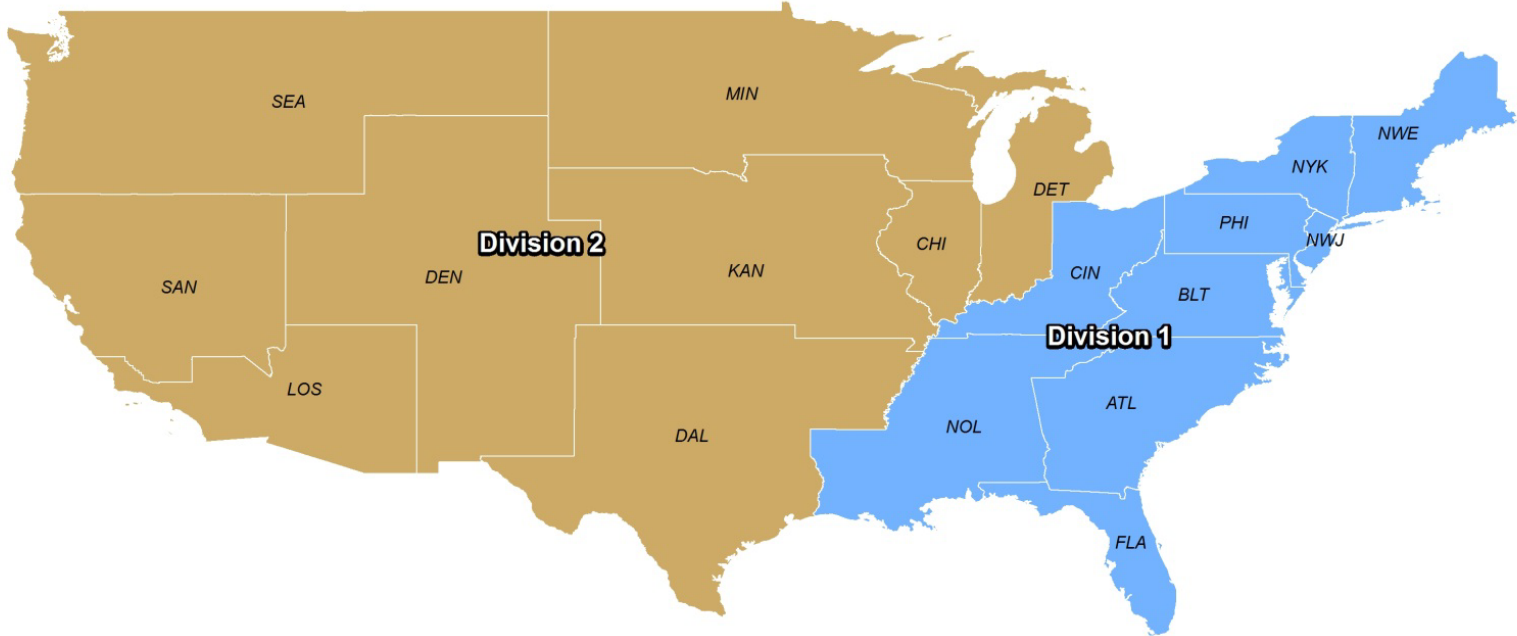 SEA
MIN
NWE
NYK
DET
PHI
NWJ
CHI
Division 2
KAN
CIN
DEN
SAN
BLT
Division 1
LOS
ATL
NOL
DAL
FLA